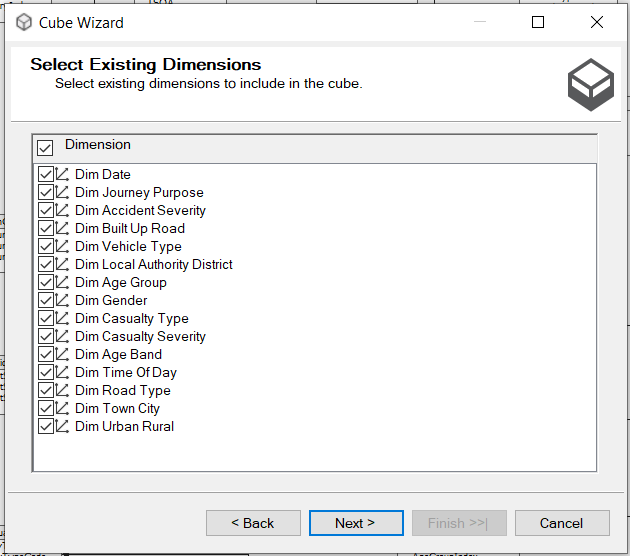 Cube Wizard
Select Existing Dimensions
Select existing dimensions to include in the cube.
Dimension
Dim Date
Dim Journey Purpose
Dim Accident Severity
Dim Built Up Road
Dim Vehicle Type
Dim Local Authority District
Dim Age Group
Dim Gender
Dim Casualty Type
Dim Casualty Severity
Dim Age Band
Dim Time Of Day
Dim Road Type
Dim Town City
Dim Urban Rural
< Back
Next >
Finish >>|
Cancel